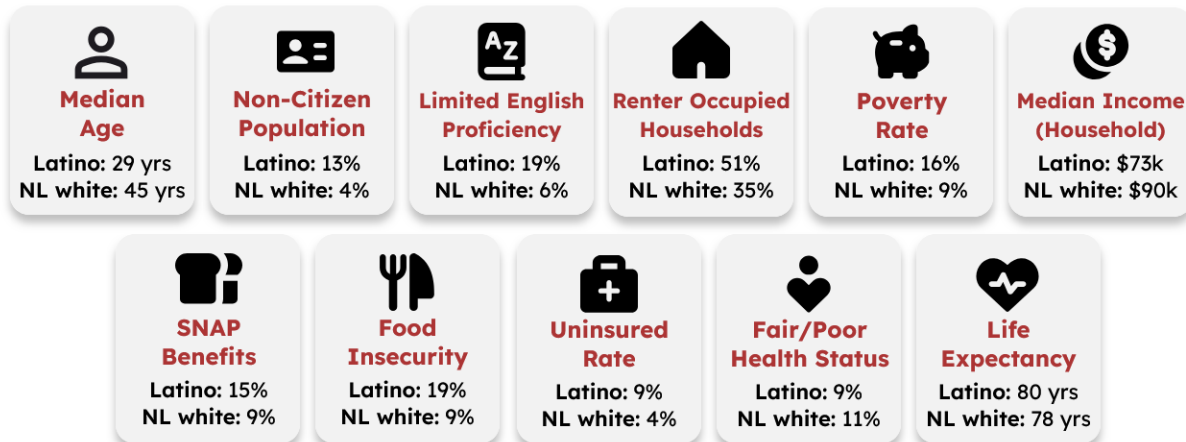 A Z
$
Median
Age
Latino: 29 yrs
NL white: 45 yrs
Non-Citizen
Population
Latino: 13%
NL white: 4%
Limited English
Proficiency
Latino: 19%
NL white: 6%
Renter Occupied
Households
Latino: 51%
NL white: 35%
Poverty
Rate
Latino: 16%
NL white: 9%
Median Income
(Household)
Latino: $73k
NL white: $90k
SNAP
Benefits
Latino: 15%
NL white: 9%
Food
Insecurity
Latino: 19%
NL white: 9%
Uninsured
Rate
Latino: 9%
NL white: 4%
Fair/Poor
Health Status
Latino: 9%
NL white: 11%
Life
Expectancy
Latino: 80 yrs
NL white: 78 yrs